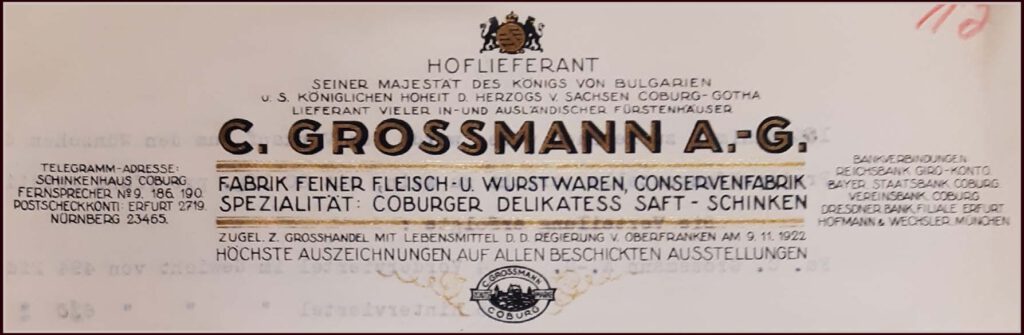 HOFLIEFERANT
SEINER MAJESTÄT DES KÖNIGS VON BULGARIEN
u. S. KÖNIGLICHEN HOHEIT D. HERZOGS V. SACHSEN COBURG-GOTHA
LIEFERANT VIELER IN- UND AUSLÄNDISCHER FÜRSTENHÄUSER
C. GROSSMANN A.-G.
TELEGRAMM-ADRESSE:
SCHINKENHAUS COBURG.
FERNSPRECHER Nº 9, 186, 190.
POSTSCHECKKONTI: ERFURT 2719.
NÜRNBERG 23465.
FABRIK FEINER FLEISCH- U. WURSTWAREN, CONSERVENFABRIK
SPEZIALITÄT: COBURGER DELIKATESS SAFT-SCHINKEN
ZUGEL. Z. GROSSHANDEL MIT LEBENSMITTEL D. D. REGIERUNG V. OBERFRANKEN AM 9. 11. 1922
HÖCHSTE AUSZEICHNUNGEN AUF ALLEN BESCHICKTEN AUSSTELLUNGEN
BANKVERBINDUNGEN:
REICHSBANK GIRO-KONTO.
BAYER. STAATSBANK, COBURG.
VEREINSBANK, COBURG
DRESDNER BANK, FILIALE ERFURT
HOFMANN & WECHSLER, MÜNCHEN
C. GROSSMANN
COBURG